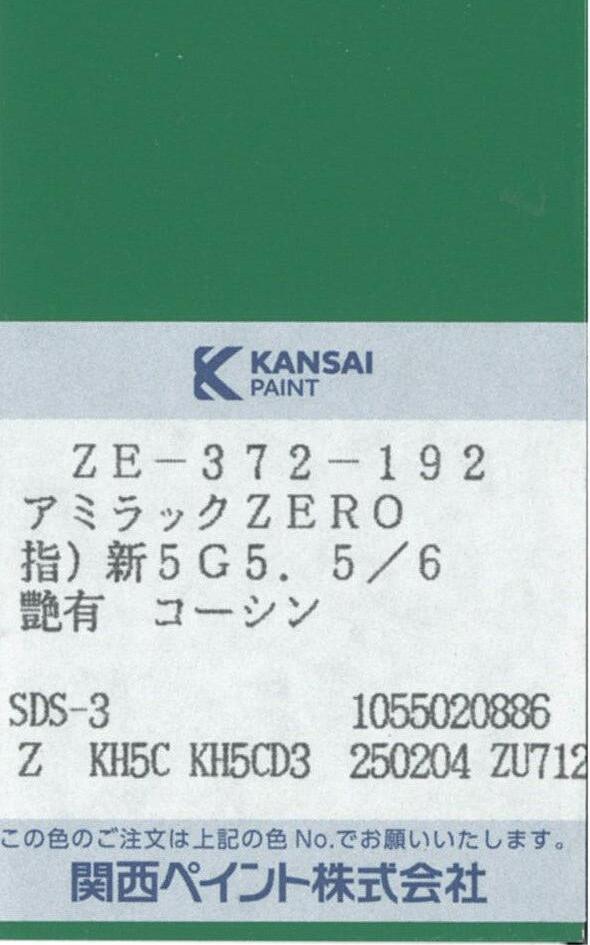 KANSAI
PAINT
ZE－372－192
アミラックZERO
指）新5G5．5／6
艶有　コーシン
SDS-3 1055020886
Z KH5C KH5CD3 250204 ZU712
この色のご注文は上記の色No.でお願いいたします。
関西ペイント株式会社